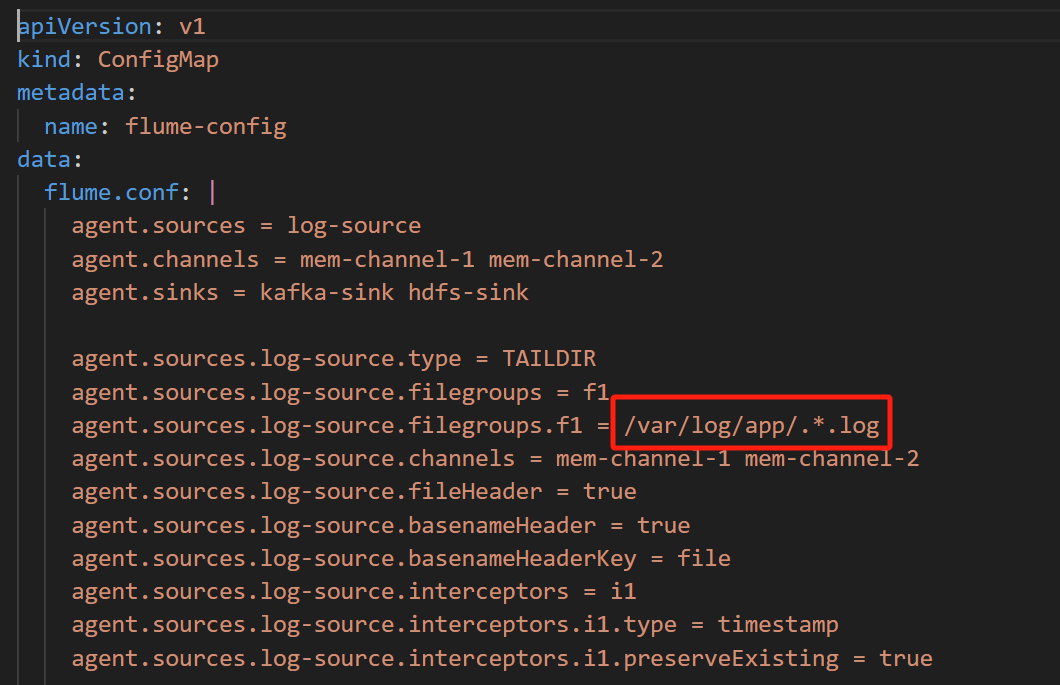 apiVersion: v1
kind: ConfigMap
metadata:
  name: flume-config
data:
  flume.conf: |
    agent.sources = log-source
    agent.channels = mem-channel-1 mem-channel-2
    agent.sinks = kafka-sink hdfs-sink

    agent.sources.log-source.type = TAILDIR
    agent.sources.log-source.filegroups = f1
    agent.sources.log-source.filegroups.f1 = /var/log/app/.*.log
    agent.sources.log-source.channels = mem-channel-1 mem-channel-2
    agent.sources.log-source.fileHeader = true
    agent.sources.log-source.basenameHeader = true
    agent.sources.log-source.basenameHeaderKey = file
    agent.sources.log-source.interceptors = i1
    agent.sources.log-source.interceptors.i1.type = timestamp
    agent.sources.log-source.interceptors.i1.preserveExisting = true